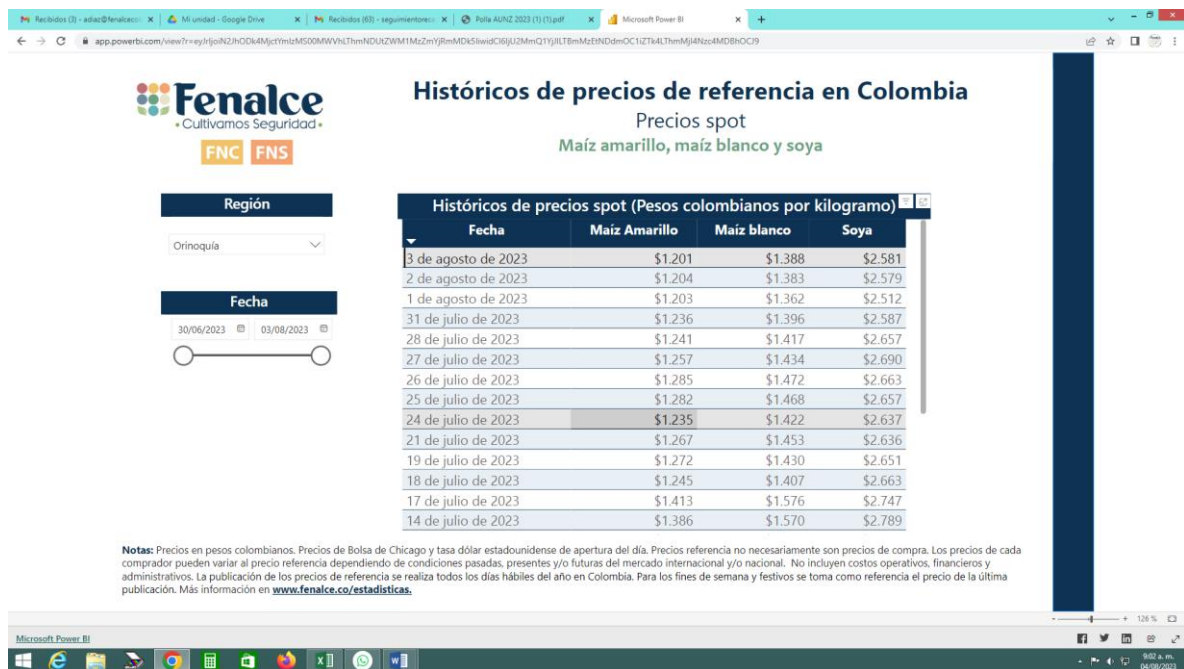 Recibidos (3) - adiaz@fenalceco
Mi unidad - Google Drive
Recibidos (63) - seguimientoreco
Polla AUNZ 2023 (1) (1).pdf
Microsoft Power BI
Fenalce
• Cultivamos Seguridad •
FNC FNS
Históricos de precios de referencia en Colombia
Precios spot
Maíz amarillo, maíz blanco y soya
Región
Orinoquía
Fecha
30/06/2023 03/08/2023
Históricos de precios spot (Pesos colombianos por kilogramo)
Fecha Maíz Amarillo Maíz blanco Soya
3 de agosto de 2023 $1.201 $1.388 $2.581
2 de agosto de 2023 $1.204 $1.383 $2.579
1 de agosto de 2023 $1.203 $1.362 $2.512
31 de julio de 2023 $1.236 $1.396 $2.587
28 de julio de 2023 $1.241 $1.417 $2.657
27 de julio de 2023 $1.257 $1.434 $2.690
26 de julio de 2023 $1.285 $1.472 $2.663
25 de julio de 2023 $1.282 $1.468 $2.657
24 de julio de 2023 $1.235 $1.422 $2.637
21 de julio de 2023 $1.267 $1.453 $2.636
19 de julio de 2023 $1.272 $1.430 $2.651
18 de julio de 2023 $1.245 $1.407 $2.663
17 de julio de 2023 $1.413 $1.576 $2.747
14 de julio de 2023 $1.386 $1.570 $2.789
Notas: Precios en pesos colombianos. Precios de Bolsa de Chicago y tasa dólar estadounidense de apertura del día. Precios referencia no necesariamente son precios de compra. Los precios de cada
comprador pueden variar al precio referencia dependiendo de condiciones pasadas, presentes y/o futuras del mercado internacional y/o nacional. No incluyen costos operativos, financieros y
administrativos. La publicación de los precios de referencia se realiza todos los días hábiles del año en Colombia. Para los fines de
semana y festivos se toma como referencia el precio de la última
publicación. Más información en www.fenalce.co/estadisticas.
126 %
Microsoft Power BI
9:02 a. m.
04/08/2023